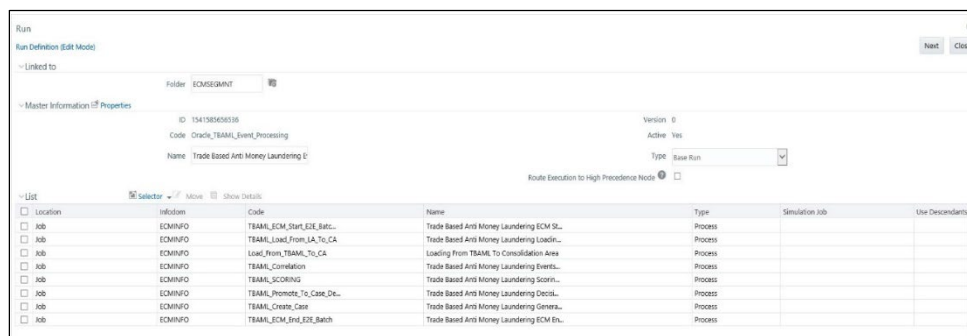 Run
Run Definition (Edit Mode)
Next Clos
Linked to
Folder ECMSEGMNT
Master Information Properties
ID Version 0
Code Oracle_TBAML_Event_Processing Active Yes
Name Trade Based Anti Money Laundering E Type Base Run
Route Execution to High Precedence Node
List Selector Move Show Details
Location Infodom Code Name Type Simulation Job Use Descendants
Job ECMINFO TBAML_ECM_Start_E2E_Batc... Trade Based Anti Money Laundering ECM St... Process
Job ECMINFO TBAML_Load_From_LA_To_CA Trade Based Anti Money Laundering Loadin... Process
Job ECMINFO Load_From_TBAML_To_CA Loading From TBAML To Consolidation Area Process
Job ECMINFO TBAML_Correlation Trade Based Anti Money Laundering Events... Process
Job ECMINFO TBAML_SCORING Trade Based Anti Money Laundering Scorin... Process
Job ECMINFO TBAML_Promote_To_Case_De... Trade Based Anti Money Laundering Decisi... Process
Job ECMINFO TBAML_Create_Case Trade Based Anti Money Laundering Genera... Process
Job ECMINFO TBAML_ECM_End_E2E_Batch Trade Based Anti Money Laundering ECM En... Process